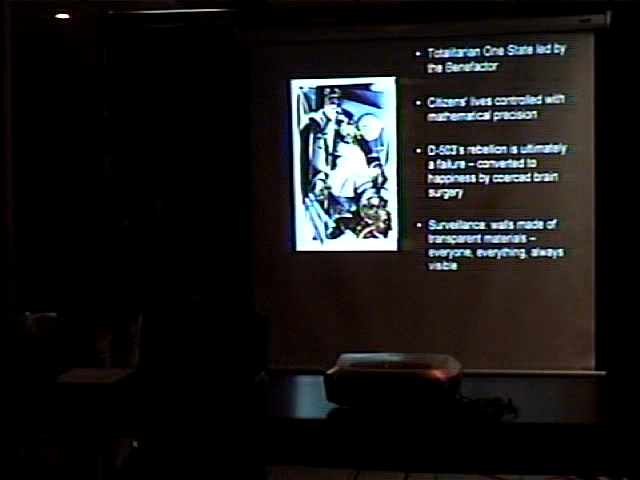 • Totalitarian One State led by
the Benefactor
• Citizens' lives controlled with
mathematical precision
• D-503's rebellion is ultimately
a failure – converted to
happiness by coerced brain
surgery
• Surveillance: walls made of
transparent materials –
everyone, everything, always
visible